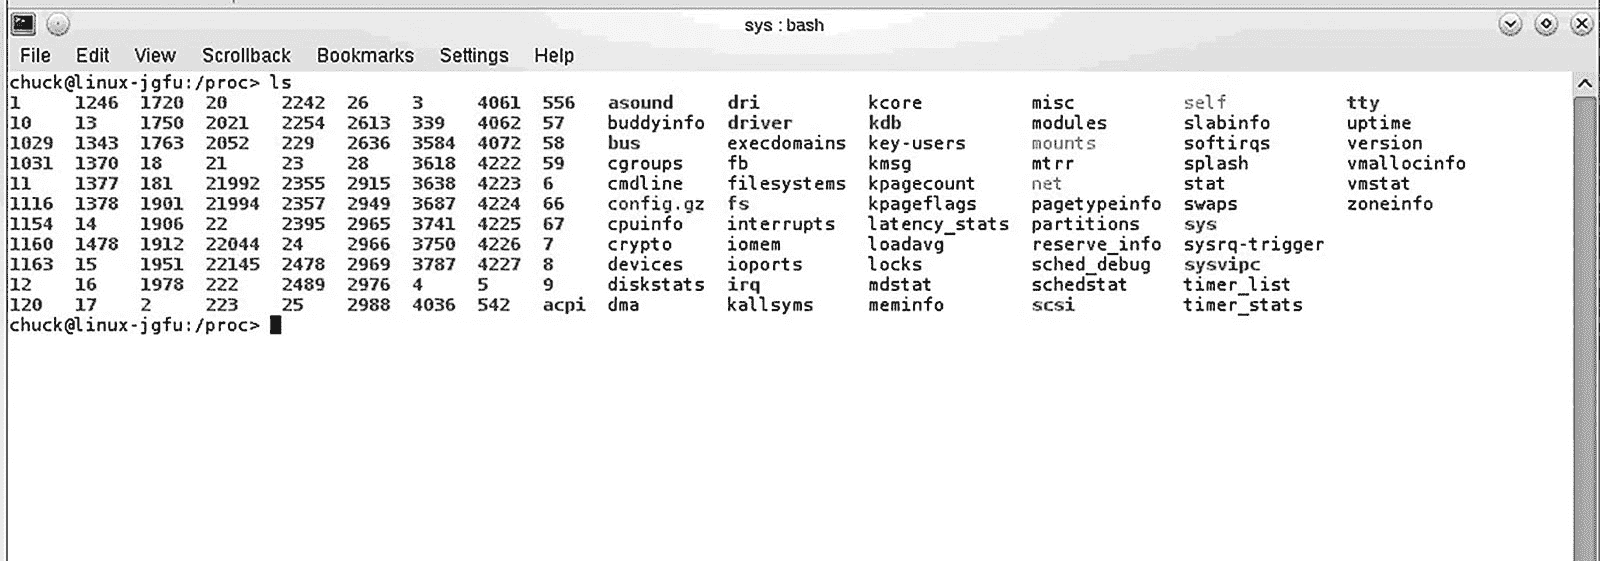 sys : bash
File Edit View Scrollback Bookmarks Settings Help
chuck@linux-jgfu:/proc> ls
1 1246 1720 20 2242 26 3 4061 556 asound dri kcore misc self tty
10 13 1750 2021 2254 2613 339 4062 57 buddyinfo driver kdb modules slabinfo uptime
1029 1343 1763 2052 229 2636 3584 4072 58 bus execdomains key-users mounts softirqs version
1031 1370 18 21 23 28 3618 4222 59 cgroups fb kmsg mtrr splash vmallocinfo
11 1377 181 21992 2355 2915 3638 4223 6 cmdline filesystems kpagecount net stat vmstat
1116 1378 1901 21994 2357 2949 3687 4224 66 config.gz fs kpageflags pagetypeinfo swaps zoneinfo
1154 14 1906 22 2395 2965 3741 4225 67 cpuinfo interrupts latency_stats partitions sys
1160 1478 1912 22044 24 2966 3750 4226 7 crypto iomem loadavg reserve_info sysrq-trigger
1163 15 1951 22145 2478 2969 3787 4227 8 devices ioports locks sched_debug sysvipc
12 16 1978 222 2489 2976 4 5 9 diskstats irq mdstat schedstat timer_list
120 17 2 223 25 2988 4036 542 acpi dma kallsyms meminfo scsi timer_stats
chuck@linux-jgfu:/proc>